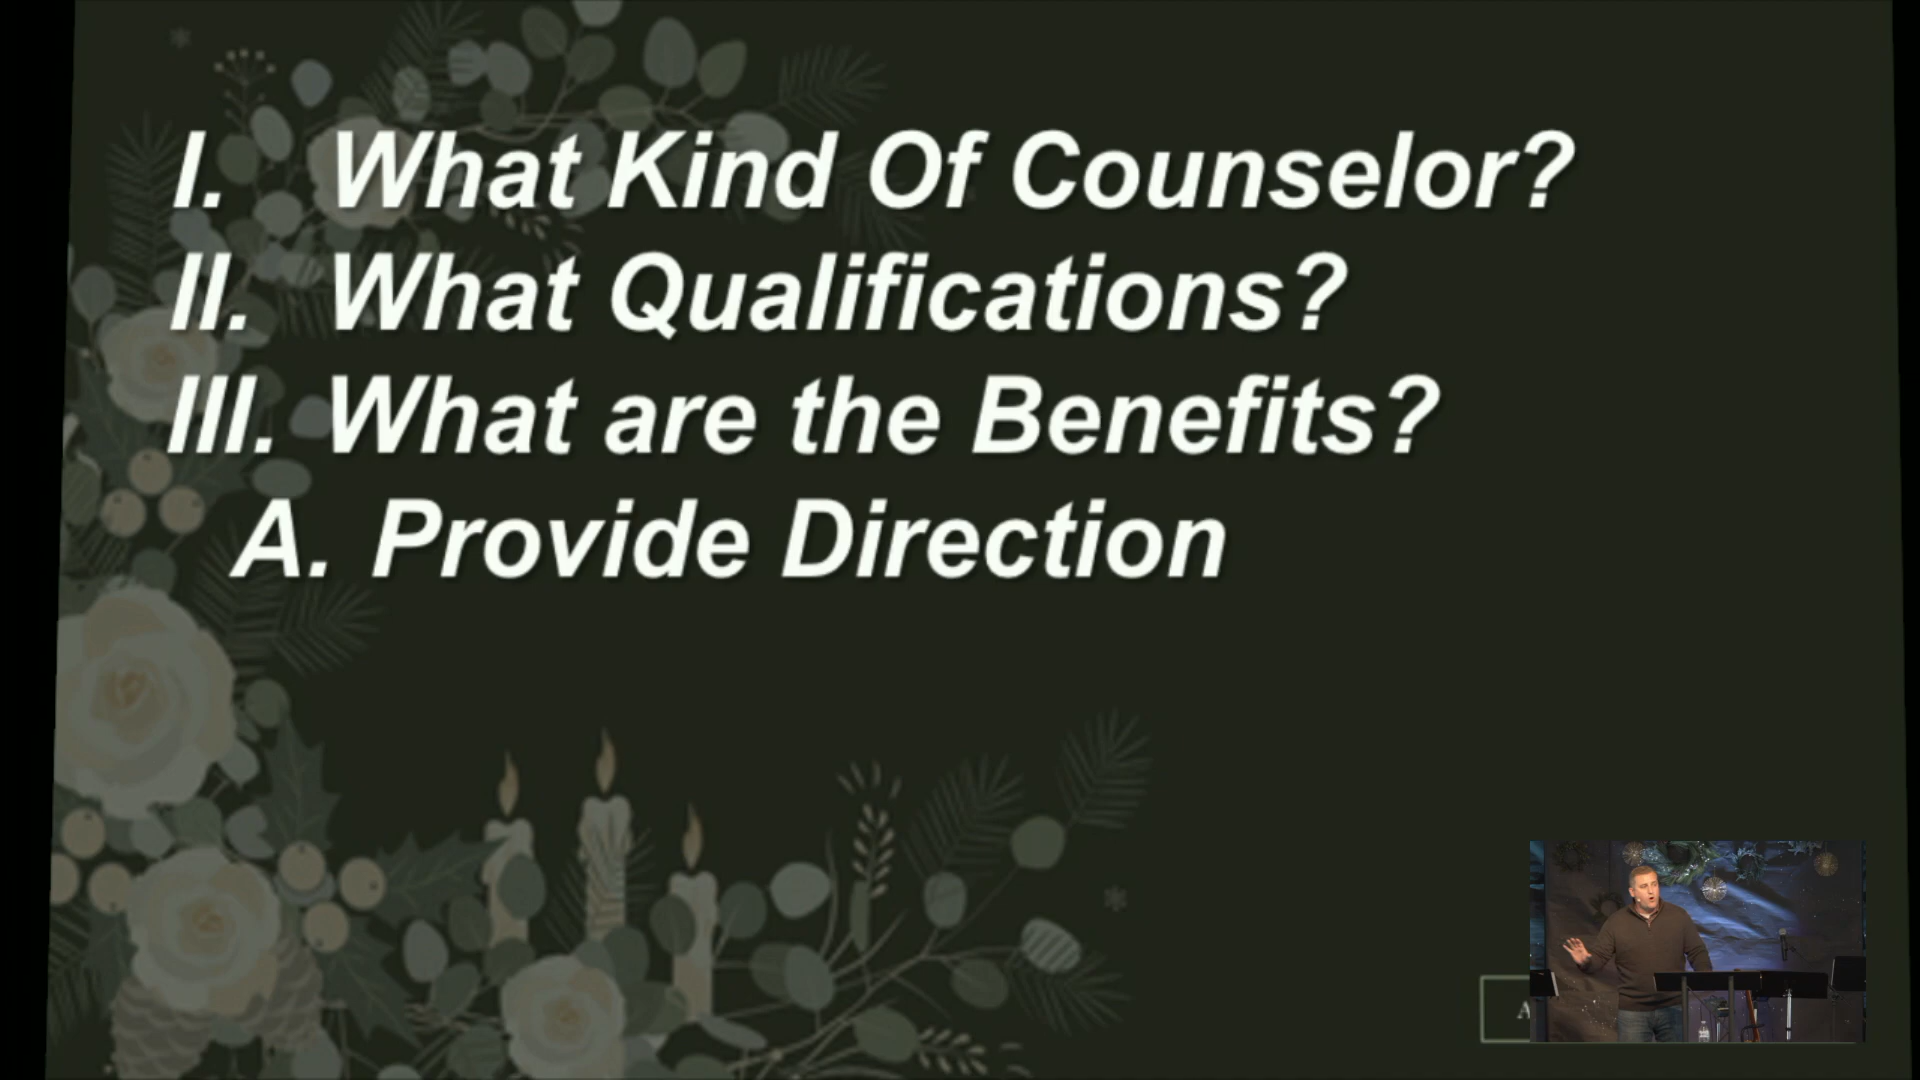 I. What Kind Of Counselor?
II. What Qualifications?
III. What are the Benefits?
A. Provide Direction
A